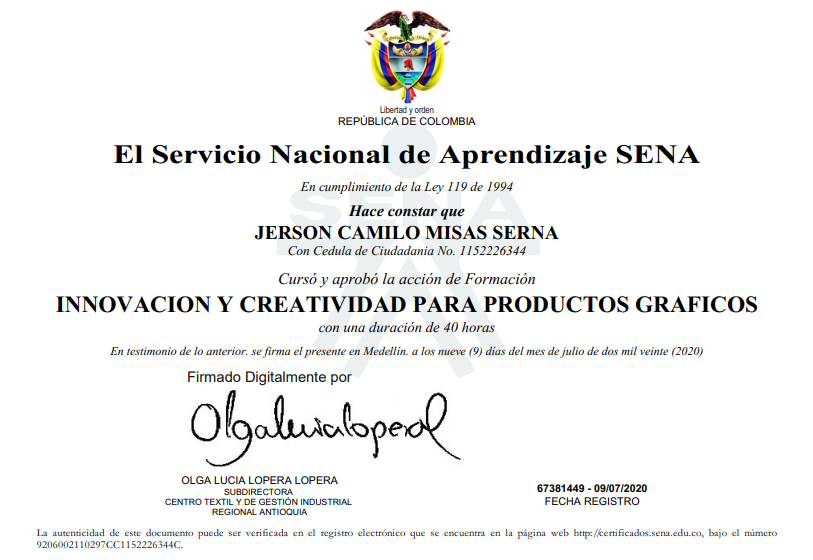 Libertad y orden
REPÚBLICA DE COLOMBIA
El Servicio Nacional de Aprendizaje SENA
En cumplimiento de la Ley 119 de 1994
SENA
Hace constar que
JERSON CAMILO MISAS SERNA
Con Cedula de Ciudadania No. 1152226344
Cursó y aprobó la acción de Formación
INNOVACION Y CREATIVIDAD PARA PRODUCTOS GRAFICOS
con una duración de 40 horas
En testimonio de lo anterior. se firma el presente en Medellín. a los nueve (9) días del mes de julio de dos mil veinte (2020)
Firmado Digitalmente por
Olgalucialoperal
OLGA LUCIA LOPERA LOPERA
SUBDIRECTORA
CENTRO TEXTIL Y DE GESTIÓN INDUSTRIAL
REGIONAL ANTIOQUIA
67381449 - 09/07/2020
FECHA REGISTRO
La autenticidad de este documento puede ser verificada en el registro electrónico que se encuentra en la página web http://certificados.sena.edu.co, bajo el número
9206002110297CC1152226344C.